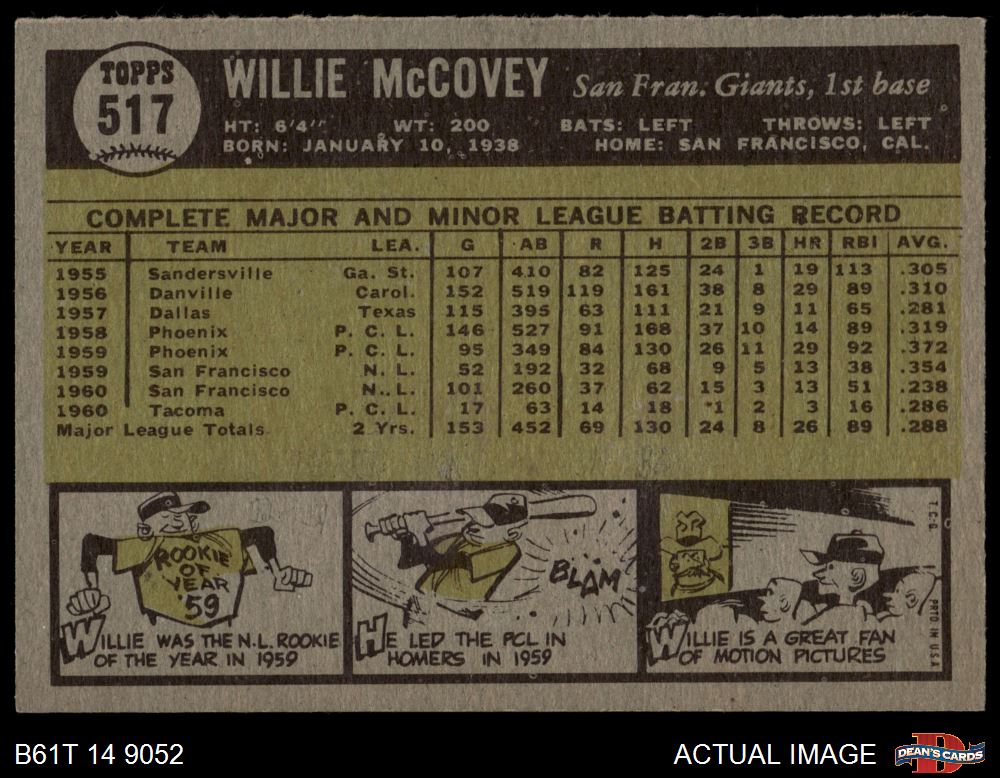 TOPPS
517
WILLIE McCOVEY San Fran. Giants, 1st base
HT: 6'4" WT: 200 BATS: LEFT THROWS: LEFT
BORN: JANUARY 10, 1938 HOME: SAN FRANCISCO, CAL.
COMPLETE MAJOR AND MINOR LEAGUE BATTING RECORD
YEAR TEAM LEA. G AB R H 2B 3B HR RBI AVG.
1955 Sandersville Ga. St. 107 410 82 125 24 1 19 113 .305
1956 Danville Carol. 152 519 119 161 38 8 29 89 .310
1957 Dallas Texas 115 395 63 111 21 9 11 65 .281
1958 Phoenix P. C. L. 146 527 91 168 37 10 14 89 .319
1959 Phoenix P. C. L. 95 349 84 130 26 11 29 92 .372
1959 San Francisco N. L. 52 192 32 68 9 5 13 38 .354
1960 San Francisco N. L. 101 260 37 62 15 3 13 51 .238
1960 Tacoma P. C. L. 17 63 14 18 1 2 3 16 .286
Major League Totals 2 Yrs. 153 452 69 130 24 8 26 89 .288
ROOKIE
OF
YEAR
'59
WILLIE WAS THE N.L. ROOKIE
OF THE YEAR IN 1959
BLAM
HE LED THE PCL IN
HOMERS IN 1959
WILLIE IS A GREAT FAN
OF MOTION PICTURES
T.C.G.
PRTD IN U.S.A.
B61T 14 9052
ACTUAL IMAGE
DEAN'S CARDS